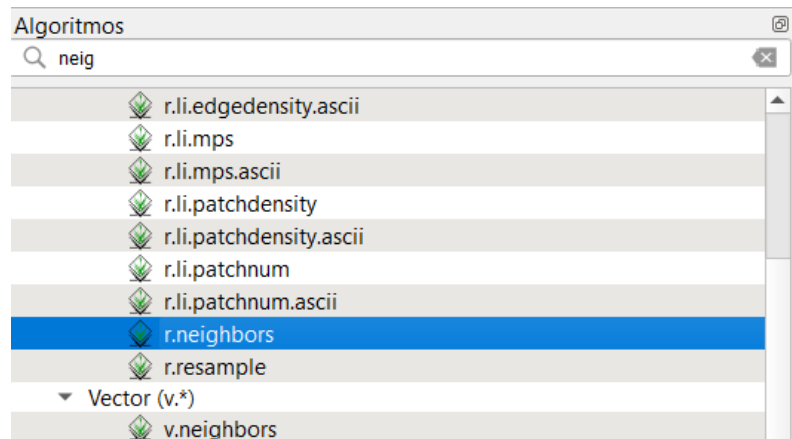 Algoritmos
neig
r.li.edgedensity.ascii
r.li.mps
r.li.mps.ascii
r.li.patchdensity
r.li.patchdensity.ascii
r.li.patchnum
r.li.patchnum.ascii
r.neighbors
r.resample
Vector (v.*)
v.neighbors